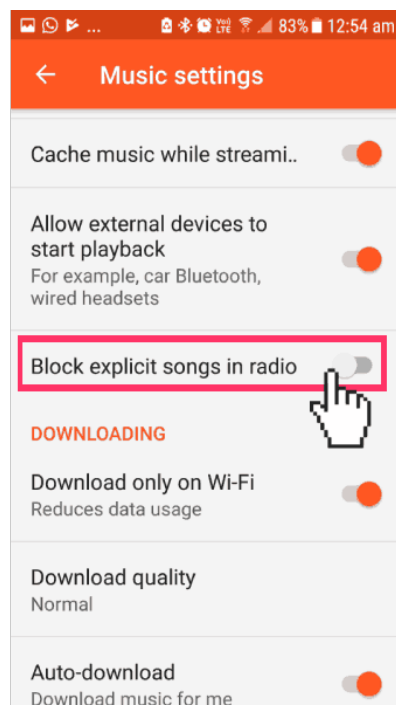 ... Vo) LTE 83% 12:54 am
Music settings
Cache music while streami..
Allow external devices to
start playback
For example, car Bluetooth,
wired headsets
Block explicit songs in radio
DOWNLOADING
Download only on Wi-Fi
Reduces data usage
Download quality
Normal
Auto-download
Download music for me